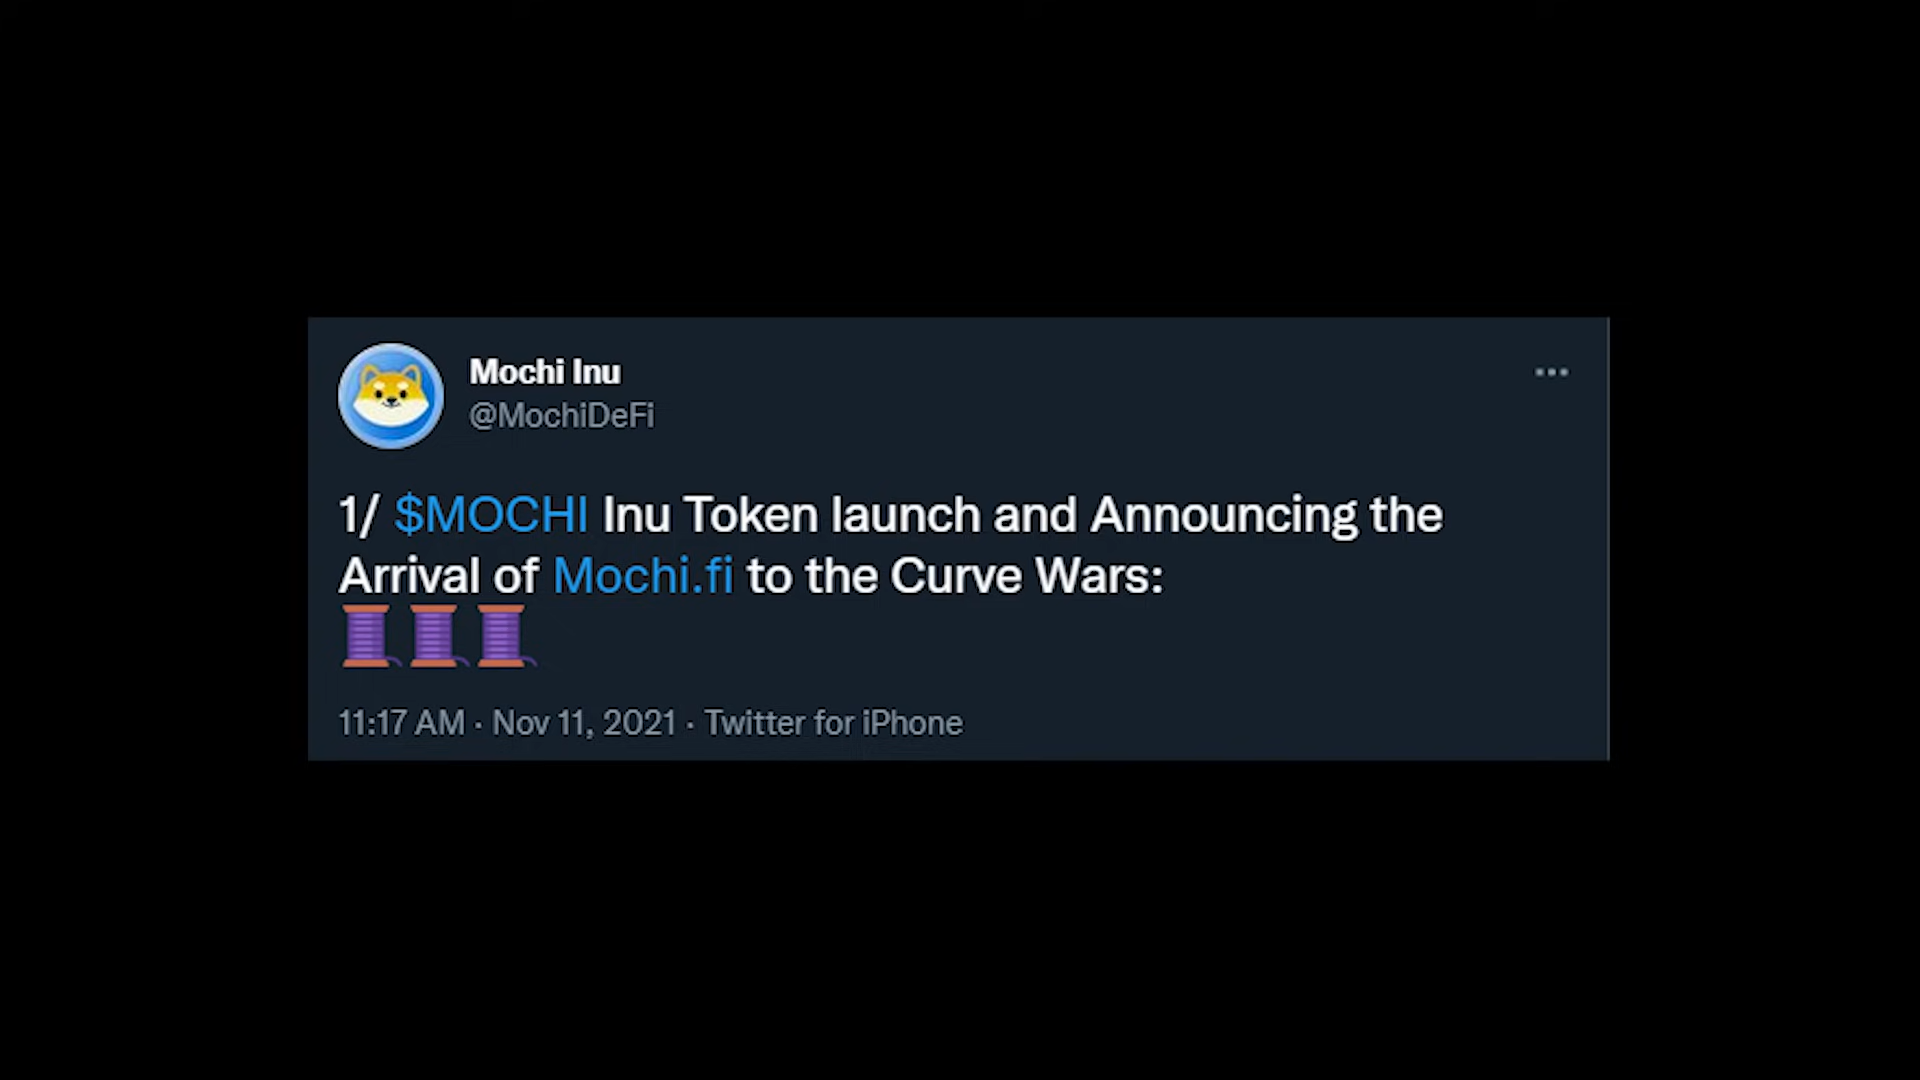 Mochi Inu
@MochiDeFi
1/ $MOCHI Inu Token launch and Announcing the
Arrival of Mochi.fi to the Curve Wars:
11:17 AM · Nov 11, 2021 · Twitter for iPhone